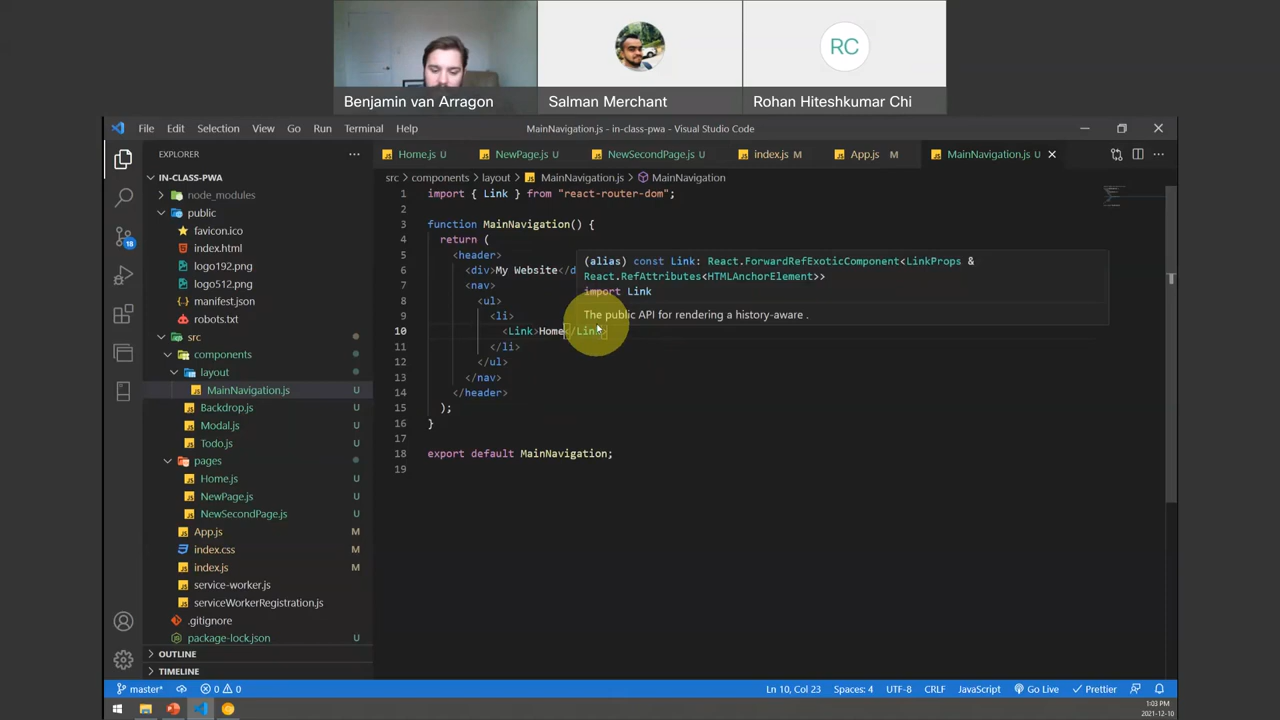 Benjamin van Arragon
Salman Merchant
RC
Rohan Hiteshkumar Chi
File Edit Selection View Go Run Terminal Help
MainNavigation.js - in-class-pwa - Visual Studio Code
EXPLORER
IN-CLASS-PWA
node_modules
public
favicon.ico
index.html
logo192.png
logo512.png
manifest.json
robots.txt
src
components
layout
MainNavigation.js U
Backdrop.js U
Modal.js U
Todo.js U
pages
Home.js U
NewPage.js U
NewSecondPage.js U
App.js M
index.css M
index.js M
service-worker.js U
serviceWorkerRegistration.js U
.gitignore
package-lock.json U
OUTLINE
TIMELINE
18
Home.js U NewPage.js U NewSecondPage.js U index.js M App.js M MainNavigation.js U
src > components > layout > MainNavigation.js > MainNavigation
1 import { Link } from "react-router-dom";
2
3 function MainNavigation() {
4 return (
5 <header>
6 <div>My Website</d
7 <nav>
8 <ul>
9 <li>
10 <Link>Home</Link>
11 </li>
12 </ul>
13 </nav>
14 </header>
15 );
16 }
17
18 export default MainNavigation;
19
(alias) const Link: React.ForwardRefExoticComponent<LinkProps &
React.RefAttributes<HTMLAnchorElement>>
import Link
The public API for rendering a history-aware .
master* 0 0 Ln 10, Col 23 Spaces: 4 UTF-8 CRLF JavaScript Go Live Prettier
1:03 PM
2021-12-10